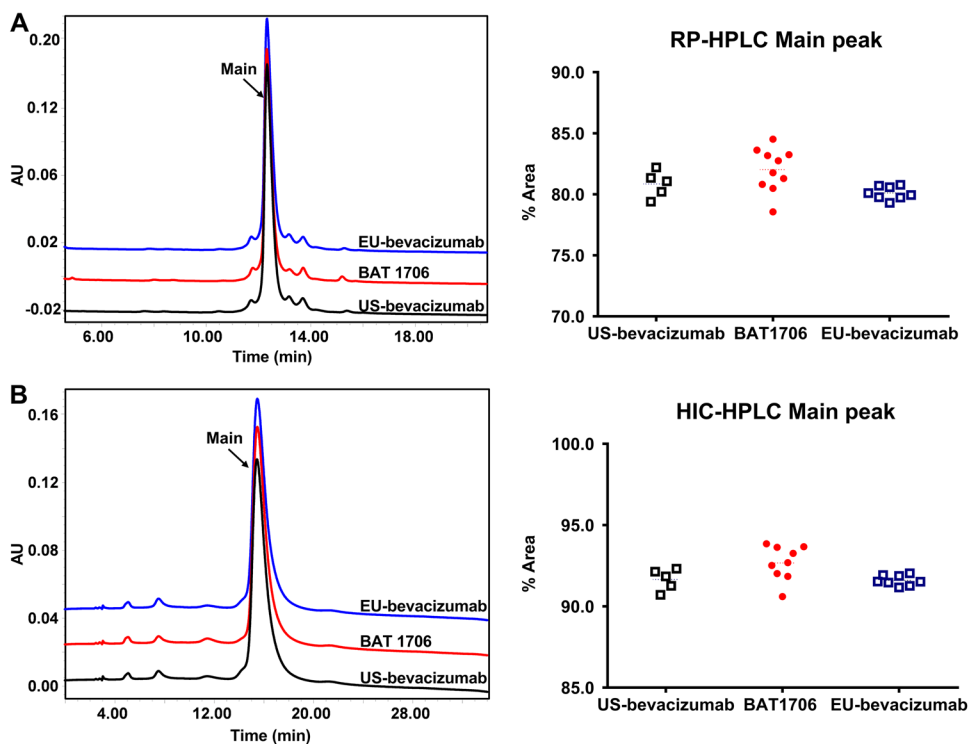 A
0.20
0.12
0.06
0.02
-0.02
AU
Main
EU-bevacizumab
BAT 1706
US-bevacizumab
6.00 10.00 14.00 18.00
Time (min)
RP-HPLC Main peak
90.0
85.0
80.0
75.0
70.0
% Area
US-bevacizumab BAT1706 EU-bevacizumab
B
0.16
0.12
0.08
0.04
0.00
AU
Main
EU-bevacizumab
BAT 1706
US-bevacizumab
4.00 12.00 20.00 28.00
Time (min)
HIC-HPLC Main peak
100.0
95.0
90.0
85.0
% Area
US-bevacizumab BAT1706 EU-bevacizumab